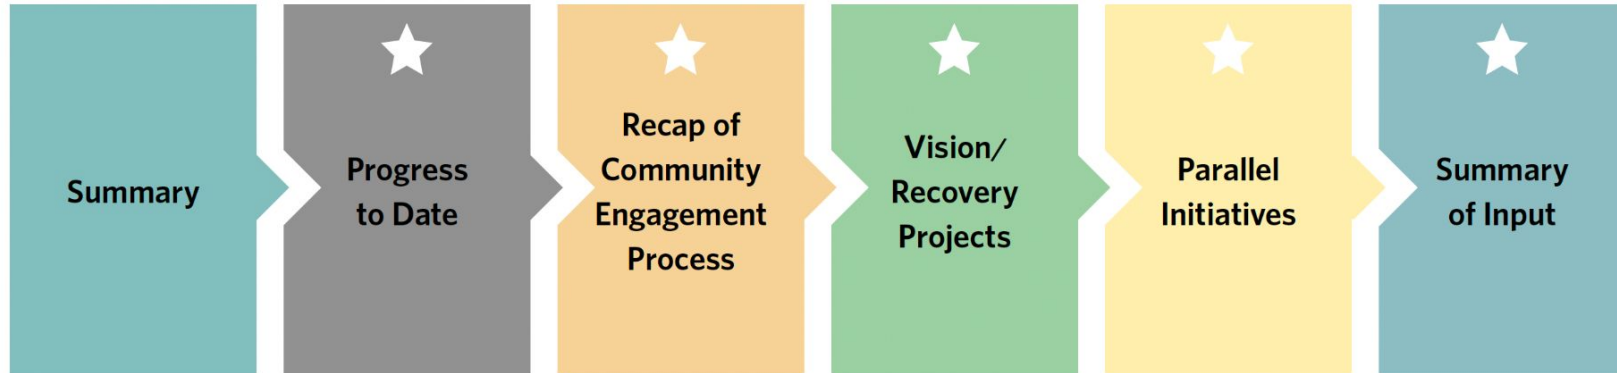 Summary
Progress
to Date
Recap of
Community
Engagement
Process
Vision/
Recovery
Projects
Parallel
Initiatives
Summary
of Input